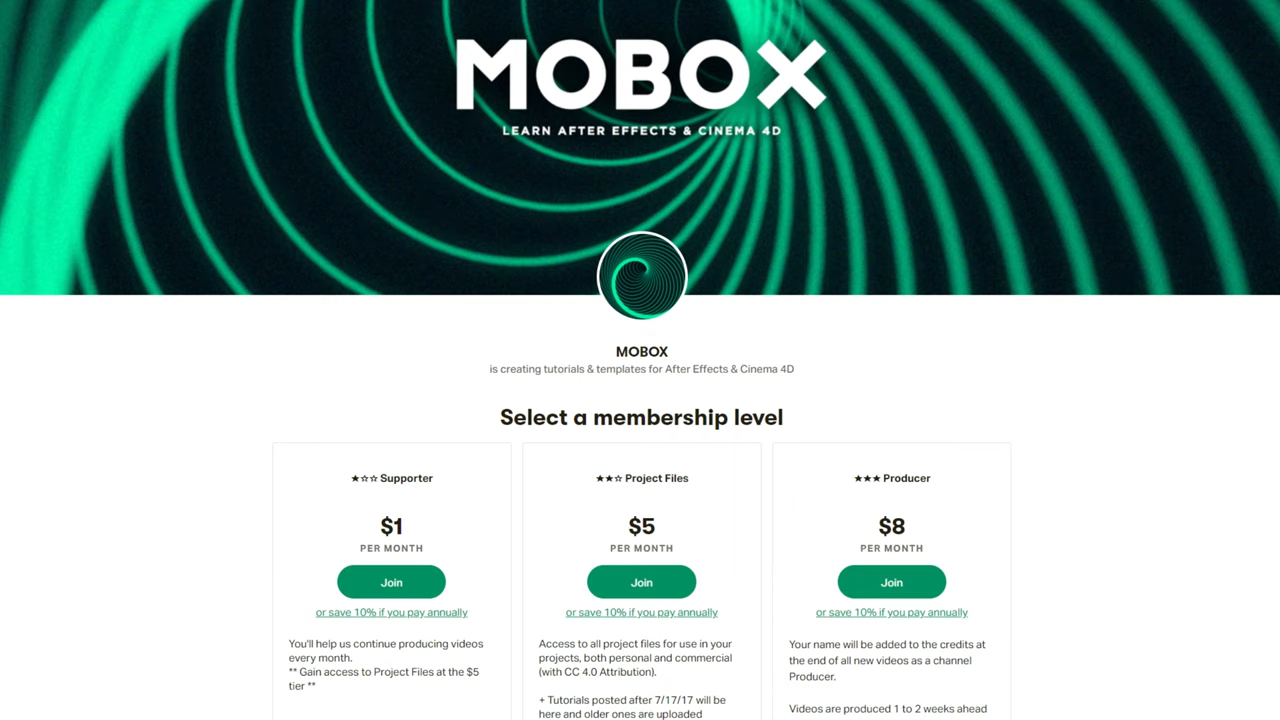 MOBOX
LEARN AFTER EFFECTS & CINEMA 4D
MOBOX
is creating tutorials & templates for After Effects & Cinema 4D
Select a membership level
★☆☆ Supporter
$1
PER MONTH
Join
or save 10% if you pay annually
You'll help us continue producing videos
every month.
** Gain access to Project Files at the $5
tier **
★★☆ Project Files
$5
PER MONTH
Join
or save 10% if you pay annually
Access to all project files for use in your
projects, both personal and commercial
(with CC 4.0 Attribution).
+ Tutorials posted after 7/17/17 will be
here and older ones are uploaded
★★★ Producer
$8
PER MONTH
Join
or save 10% if you pay annually
Your name will be added to the credits at
the end of all new videos as a channel
Producer.
Videos are produced 1 to 2 weeks ahead